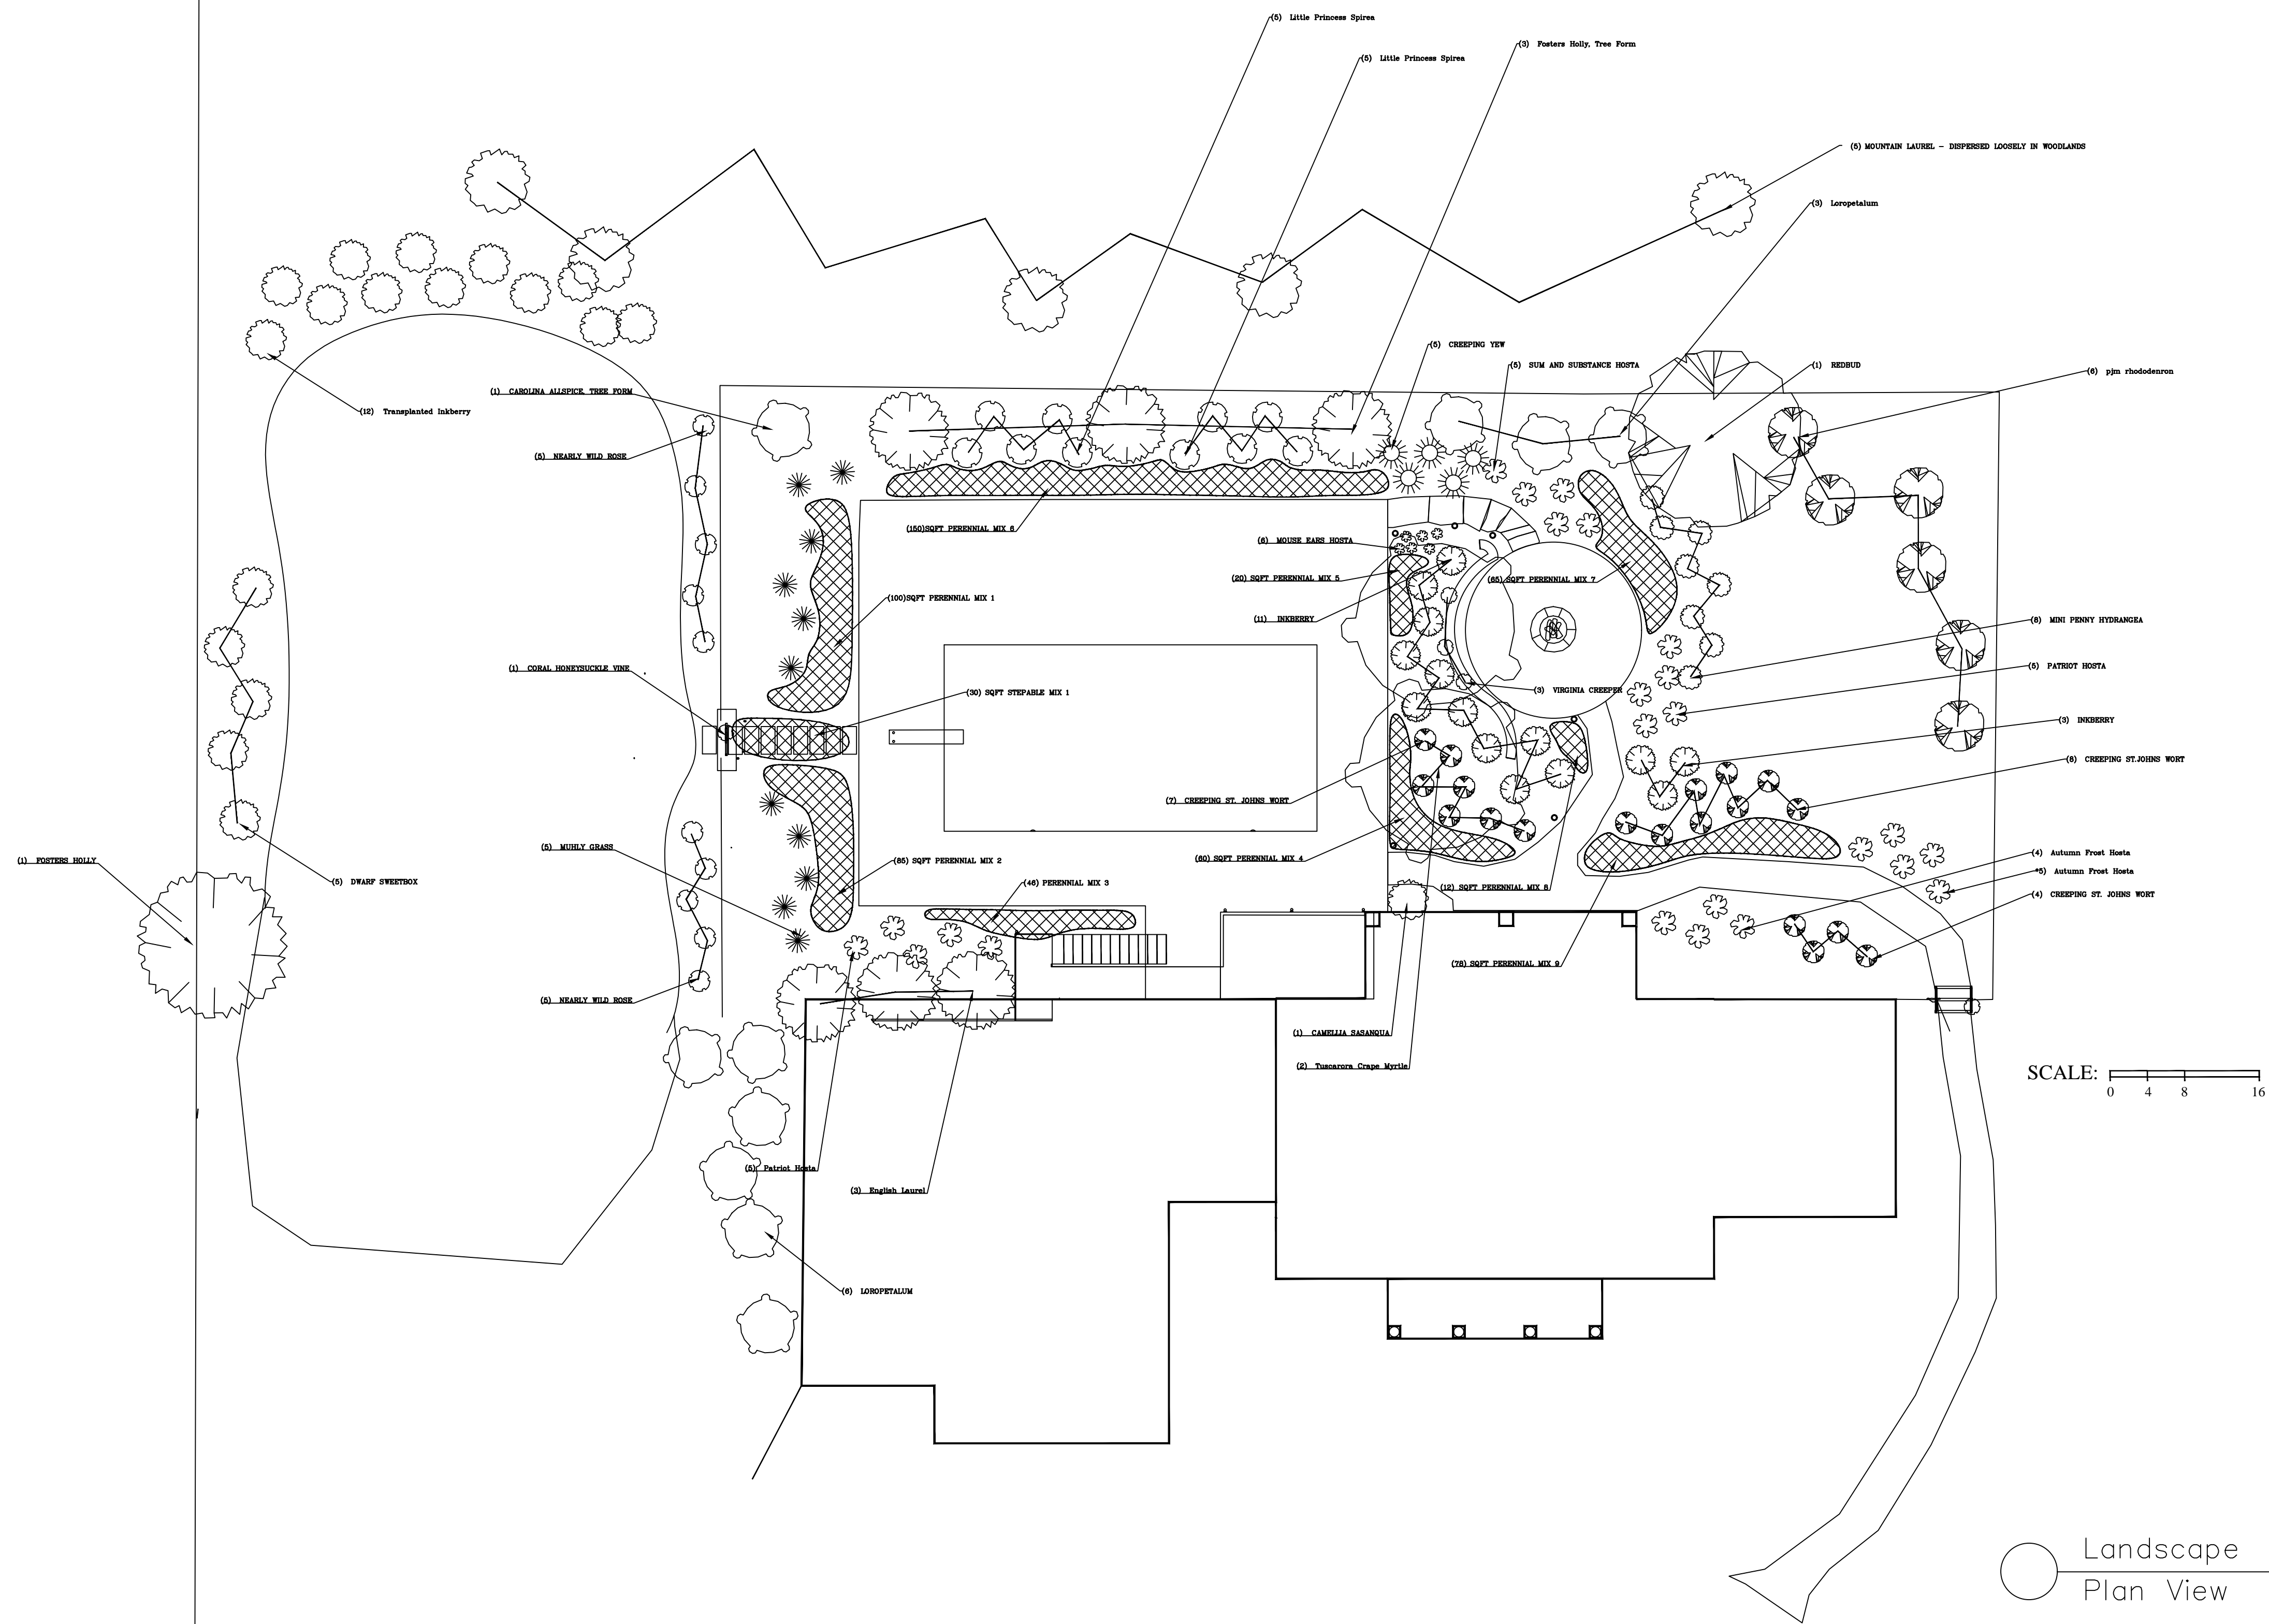 (5) Little Princess Spirea
(3) Fosters Holly, Tree Form
(5) Little Princess Spirea
(5) MOUNTAIN LAUREL - DISPERSED LOOSELY IN WOODLANDS
(3) Loropetalum
(5) CREEPING YEW
(5) SUM AND SUBSTANCE HOSTA
(1) REDBUD
(6) pjm rhododenron
(1) CAROLINA ALLSPICE, TREE FORM
(12) Transplanted Inkberry
(5) NEARLY WILD ROSE
(150)SQFT PERENNIAL MIX 6
(6) MOUSE EARS HOSTA
(20) SQFT PERENNIAL MIX 5
(65) SQFT PERENNIAL MIX 7
(100)SQFT PERENNIAL MIX 1
(11) INKBERRY
(8) MINI PENNY HYDRANGEA
(1) CORAL HONEYSUCKLE VINE
(5) PATRIOT HOSTA
(30) SQFT STEPABLE MIX 1
(3) VIRGINIA CREEPER
(3) INKBERRY
(8) CREEPING ST.JOHNS WORT
(7) CREEPING ST. JOHNS WORT
(5) MUHLY GRASS
(85) SQFT PERENNIAL MIX 2
(60) SQFT PERENNIAL MIX 4
(4) Autumn Frost Hosta
(1) FOSTERS HOLLY
*5) Autumn Frost Hosta
(5) DWARF SWEETBOX
(46) PERENNIAL MIX 3
(12) SQFT PERENNIAL MIX 8
(4) CREEPING ST. JOHNS WORT
(78) SQFT PERENNIAL MIX 9
(5) NEARLY WILD ROSE
(1) CAMELLIA SASANQUA
(2) Tuscarora Crape Myrtle
SCALE:
0 4 8 16
(5) Patriot Hosta
(3) English Laurel
(6) LOROPETALUM
Landscape
Plan View